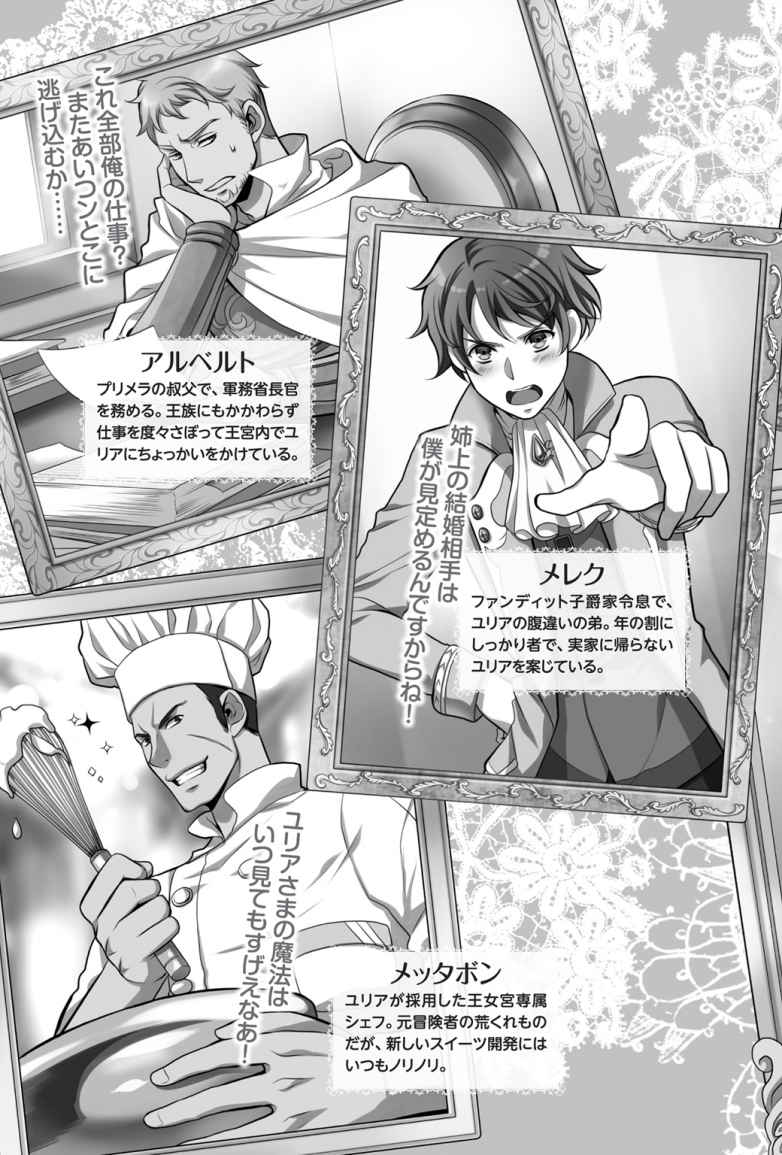 これ全部俺の仕事？
またあいつンとこに
逃げ込むか……
アルベルト
プリメラの叔父で、軍務省長官
を務める。王族にもかかわらず
仕事を度々さぼって王宮内でユ
リアにちょっかいをかけている。
姉上の結婚相手は
僕が見定めるんですからね！
メレク
ファンディット子爵家令息で、
ユリアの腹違いの弟。年の割に
しっかり者で、実家に帰らない
ユリアを案じている。
ユリアさまの魔法は
いつ見てもすげえなあ！
メッタボン
ユリアが採用した王女宮専属
シェフ。元冒険者の荒くれもの
だが、新しいスイーツ開発には
いつもノリノリ。